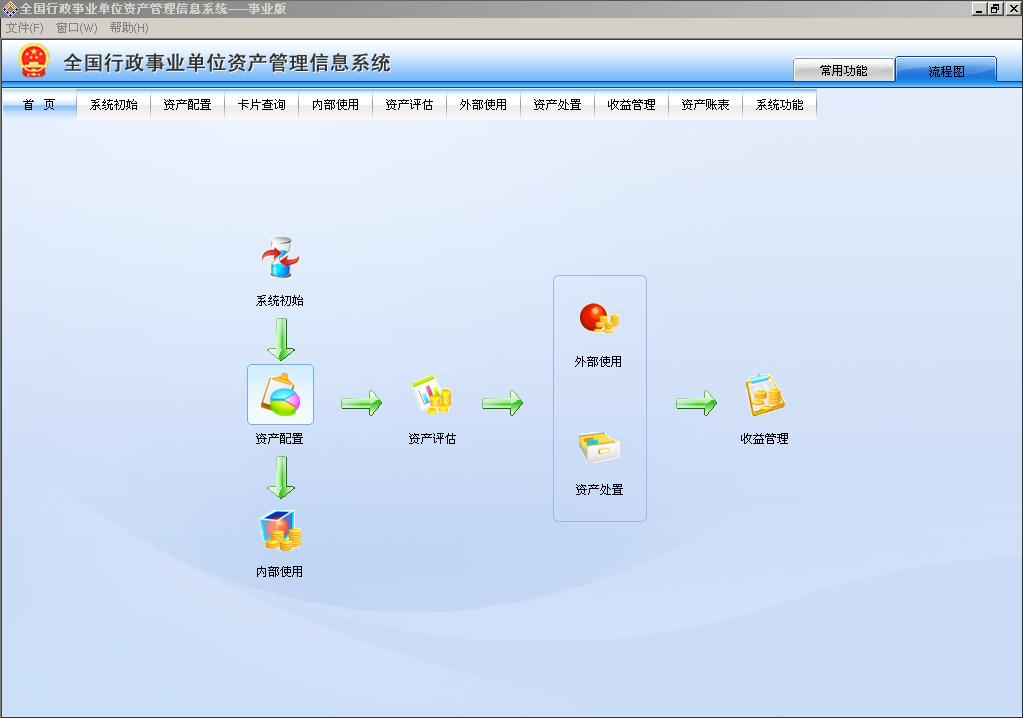 全国行政事业单位资产管理信息系统——事业版
文件(F) 窗口(W) 帮助(H)
全国行政事业单位资产管理信息系统
常用功能 流程图
首 页 系统初始 资产配置 卡片查询 内部使用 资产评估 外部使用 资产处置 收益管理 资产账表 系统功能
系统初始
外部使用
资产配置 资产评估 收益管理
资产处置
内部使用